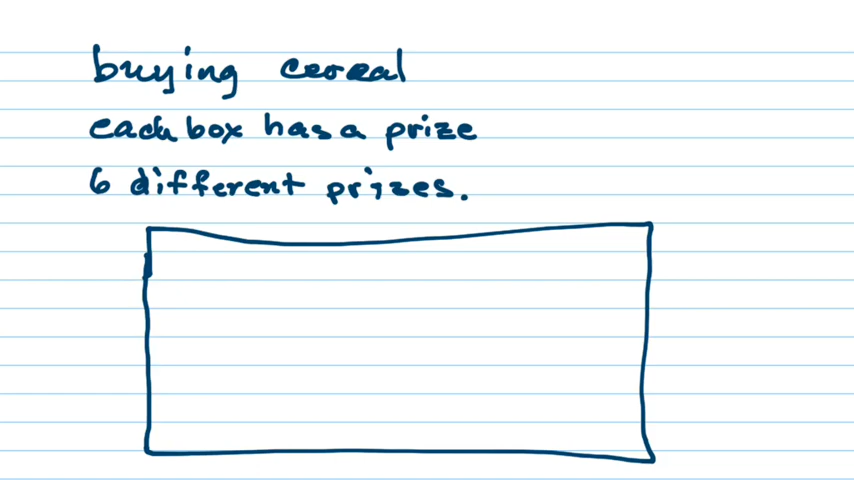 buying cereal
each box has a prize
6 different prizes.